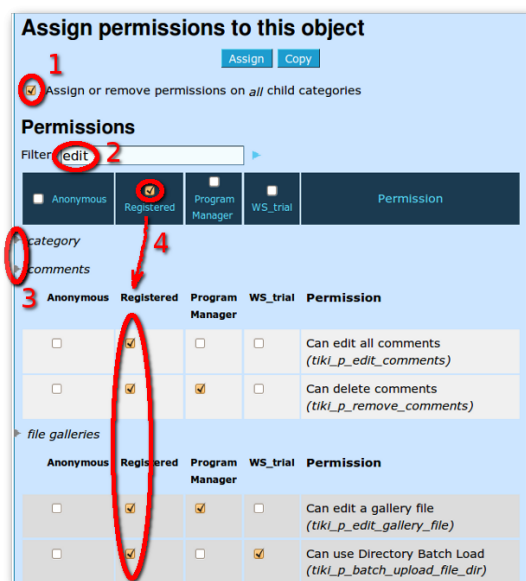 Assign permissions to this object
Assign Copy
1
Assign or remove permissions on all child categories
Permissions
Filter: edit 2
Anonymous Registered Program Manager WS_trial Permission
category
4
comments
3
Anonymous Registered Program Manager WS_trial Permission
Can edit all comments
(tiki_p_edit_comments)
Can delete comments
(tiki_p_remove_comments)
file galleries
Anonymous Registered Program Manager WS_trial Permission
Can edit a gallery file
(tiki_p_edit_gallery_file)
Can use Directory Batch Load
(tiki_p_batch_upload_file_dir)